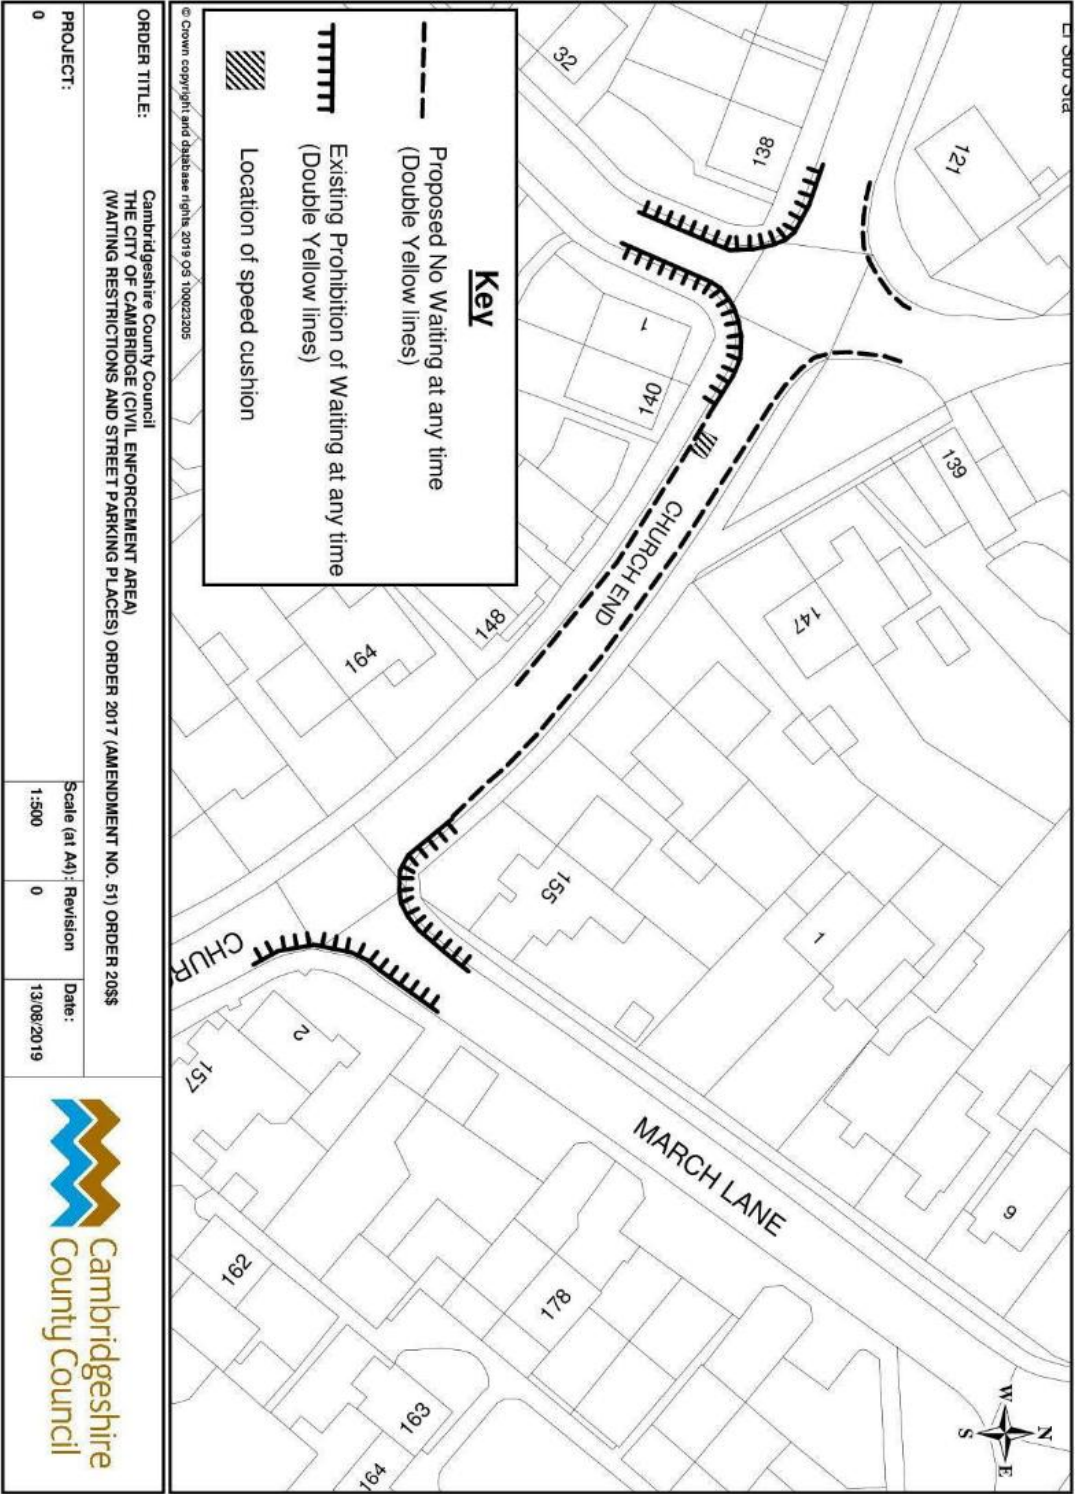 El Sub Sta
121
32
138
1
140
139
147
148
164
CHURCH END
155
1
9
MARCH LANE
CHURC
2
157
162
178
163
164
N
W
E
S
Key
Proposed No Waiting at any time
(Double Yellow lines)
Existing Prohibition of Waiting at any time
(Double Yellow lines)
Location of speed cushion
© Crown copyright and database rights 2019 OS 100023205
ORDER TITLE:
Cambridgeshire County Council
THE CITY OF CAMBRIDGE (CIVIL ENFORCEMENT AREA)
(WAITING RESTRICTIONS AND STREET PARKING PLACES) ORDER 2017 (AMENDMENT NO. 51) ORDER 20$$
PROJECT:
0
Scale (at A4):
1:500
Revision
0
Date:
13/08/2019
Cambridgeshire
County Council